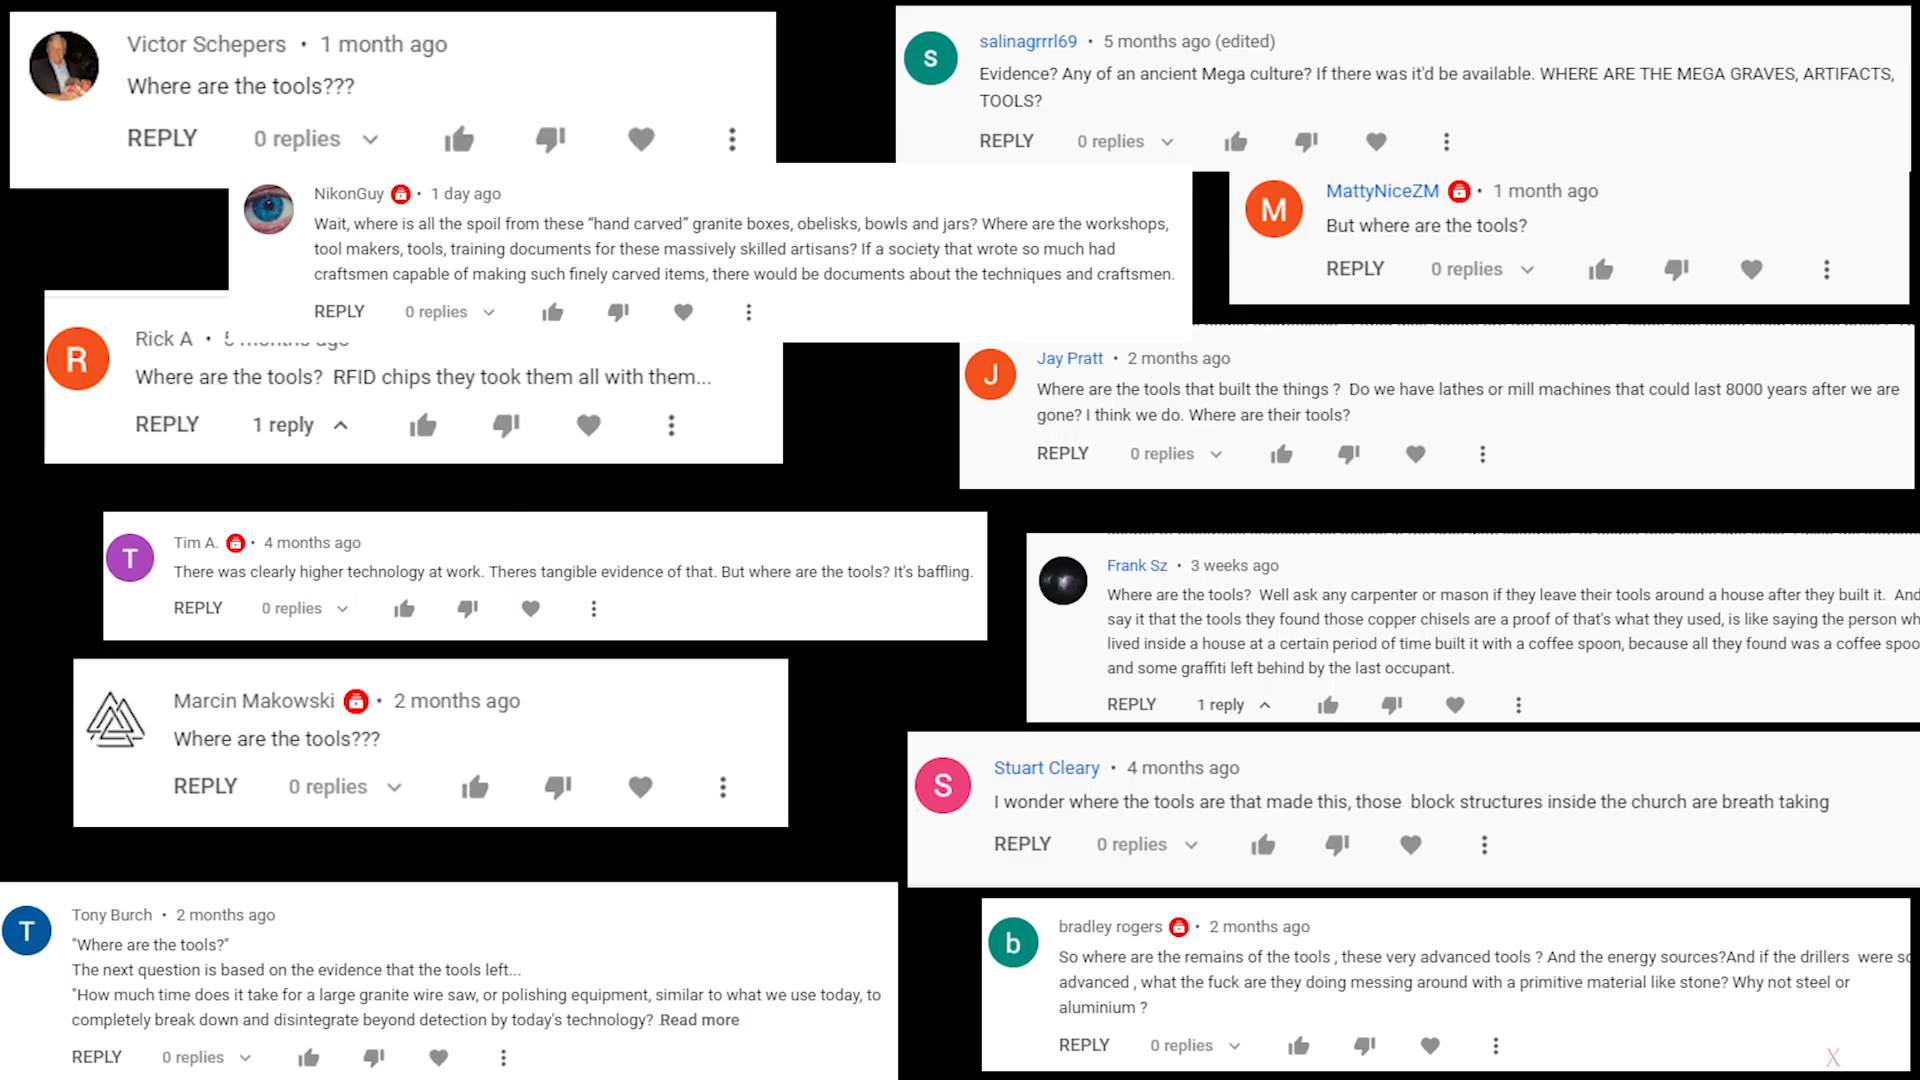 Victor Schepers • 1 month ago
Where are the tools???
REPLY 0 replies
salinagrrrl69 • 5 months ago (edited)
Evidence? Any of an ancient Mega culture? If there was it'd be available. WHERE ARE THE MEGA GRAVES, ARTIFACTS,
TOOLS?
REPLY 0 replies
S
NikonGuy • 1 day ago
Wait, where is all the spoil from these “hand carved” granite boxes, obelisks, bowls and jars? Where are the workshops,
tool makers, tools, training documents for these massively skilled artisans? If a society that wrote so much had
craftsmen capable of making such finely carved items, there would be documents about the techniques and craftsmen.
REPLY 0 replies
M
MattyNiceZM • 1 month ago
But where are the tools?
REPLY 0 replies
R
Rick A • 5 months ago
Where are the tools? RFID chips they took them all with them...
REPLY 1 reply
J
Jay Pratt • 2 months ago
Where are the tools that built the things ? Do we have lathes or mill machines that could last 8000 years after we are
gone? I think we do. Where are their tools?
REPLY 0 replies
T
Tim A. • 4 months ago
There was clearly higher technology at work. Theres tangible evidence of that. But where are the tools? It's baffling.
REPLY 0 replies
Frank Sz • 3 weeks ago
Where are the tools? Well ask any carpenter or mason if they leave their tools around a house after they built it. And
say it that the tools they found those copper chisels are a proof of that's what they used, is like saying the person wh
lived inside a house at a certain period of time built it with a coffee spoon, because all they found was a coffee spoo
and some graffiti left behind by the last occupant.
REPLY 1 reply
Marcin Makowski • 2 months ago
Where are the tools???
REPLY 0 replies
S
Stuart Cleary • 4 months ago
I wonder where the tools are that made this, those block structures inside the church are breath taking
REPLY 0 replies
T
Tony Burch • 2 months ago
"Where are the tools?"
The next question is based on the evidence that the tools left...
"How much time does it take for a large granite wire saw, or polishing equipment, similar to what we use today, to
completely break down and disintegrate beyond detection by today's technology? .Read more
REPLY 0 replies
b
bradley rogers • 2 months ago
So where are the remains of the tools , these very advanced tools ? And the energy sources?And if the drillers were so
advanced , what the fuck are they doing messing around with a primitive material like stone? Why not steel or
aluminium ?
REPLY 0 replies
X